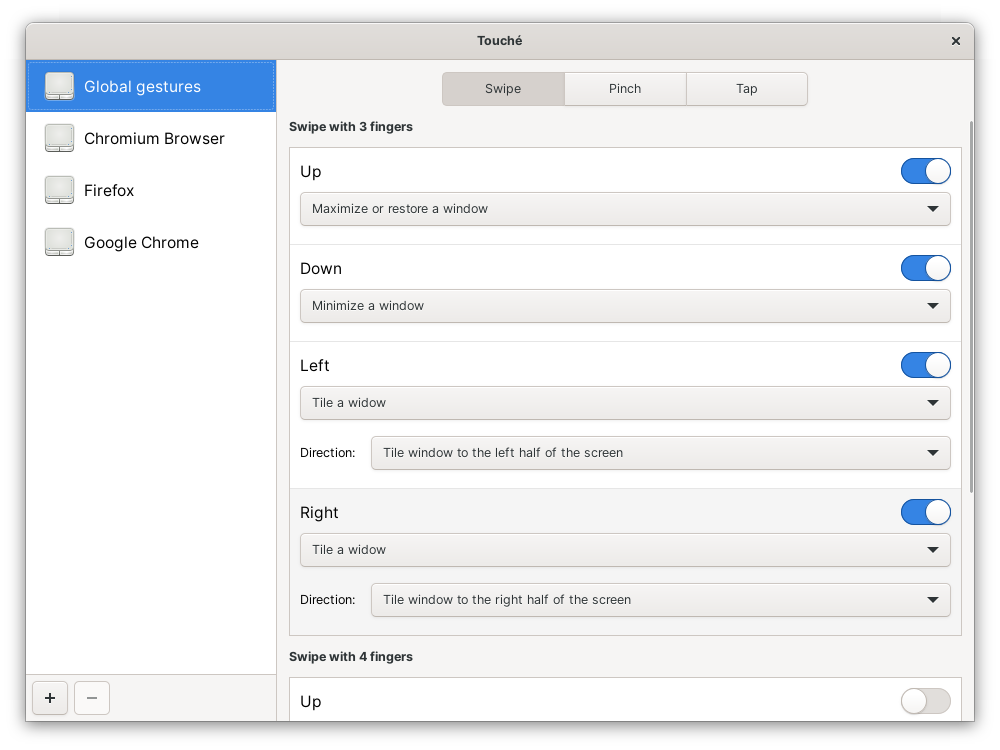 Touché
Global gestures
Chromium Browser
Firefox
Google Chrome
Swipe
Pinch
Tap
Swipe with 3 fingers
Up
Maximize or restore a window
Down
Minimize a window
Left
Tile a widow
Direction:
Tile window to the left half of the screen
Right
Tile a widow
Direction:
Tile window to the right half of the screen
Swipe with 4 fingers
Up